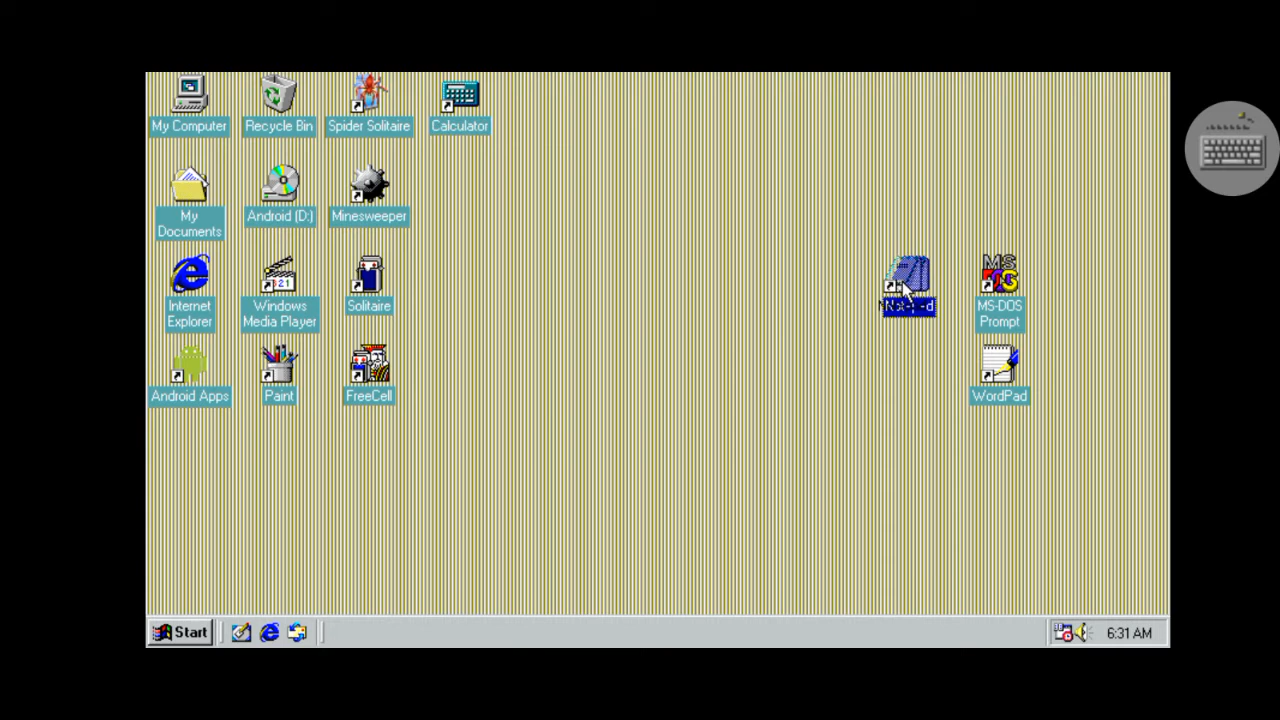 My Computer
Recycle Bin
Spider Solitaire
Calculator
My
Documents
Android (D:)
Minesweeper
Internet
Explorer
Windows
Media Player
Solitaire
MS-DOS
Prompt
Android Apps
Paint
FreeCell
WordPad
Start
6:31 AM